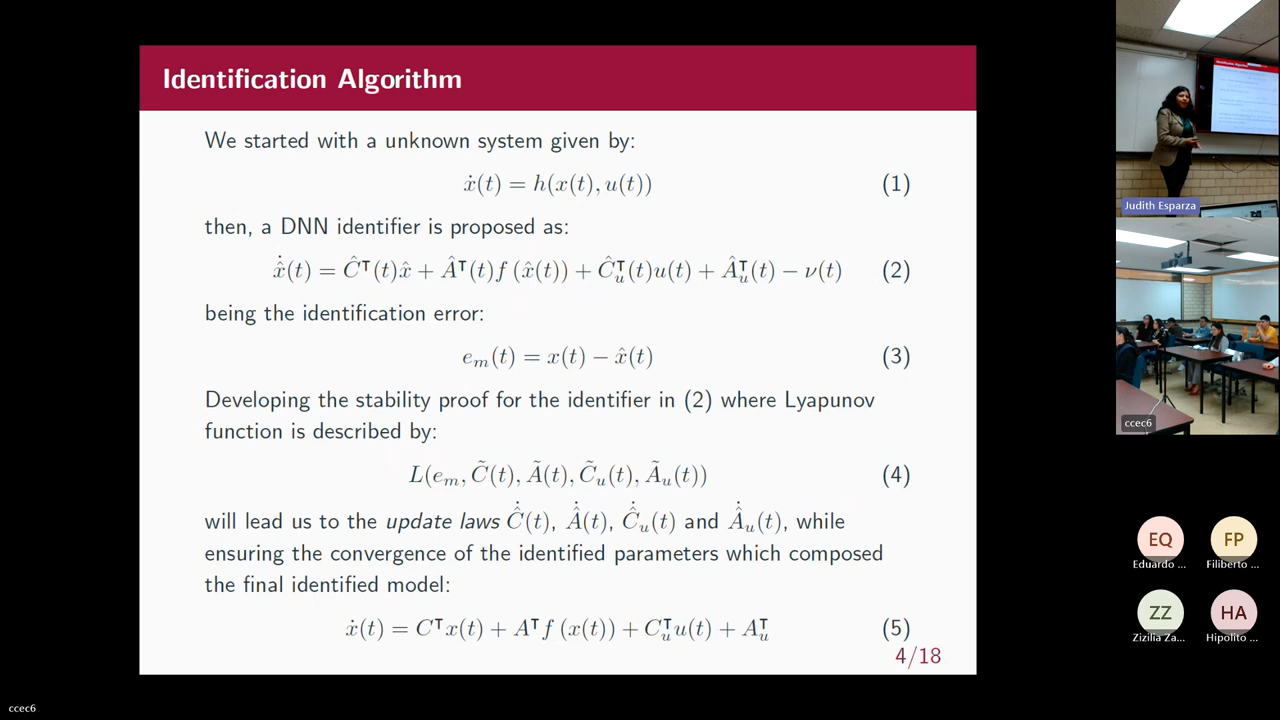 Identification Algorithm
We started with a unknown system given by:
ẋ(t) = h(x(t), u(t)) (1)
then, a DNN identifier is proposed as:
x̂̇(t) = Ĉᵀ(t)x̂ + Âᵀ(t)f (x̂(t)) + Ĉᵤᵀ(t)u(t) + Âᵤᵀ(t) − ν(t) (2)
being the identification error:
eₘ(t) = x(t) − x̂(t) (3)
Developing the stability proof for the identifier in (2) where Lyapunov
function is described by:
L(eₘ, C̃(t), Ã(t), C̃ᵤ(t), Ãᵤ(t)) (4)
will lead us to the update laws Ĉ̇(t), Â̇(t), Ĉ̇ᵤ(t) and Â̇ᵤ(t), while
ensuring the convergence of the identified parameters which composed
the final identified model:
ẋ(t) = Cᵀx(t) + Aᵀf (x(t)) + Cᵤᵀu(t) + Aᵤᵀ (5)
4/18
Judith Esparza
ccec6
EQ
FP
Eduardo ...
Filiberto ...
ZZ
HA
Zizilia Za...
Hipolito ...
ccec6